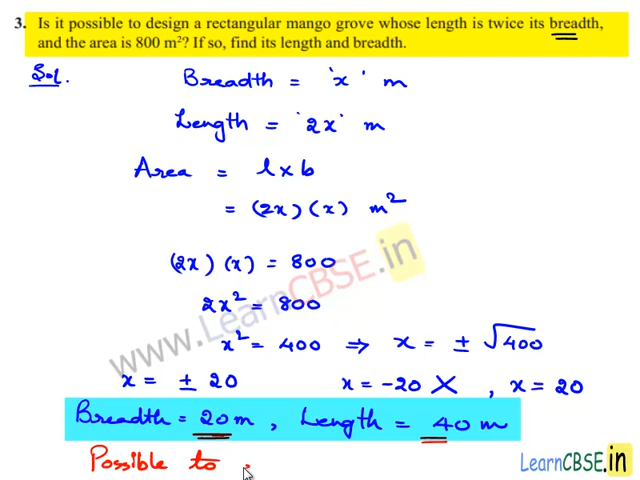 3. Is it possible to design a rectangular mango grove whose length is twice its breadth,
and the area is 800 m²? If so, find its length and breadth.
Sol.
Breadth = 'x' m
Length = '2x' m
Area = l × b
= (2x) (x) m²
(2x) (x) = 800
2x² = 800
x² = 400 ⇒ x = ± √400
x = ± 20 x = -20 X , x = 20
Breadth = 20 m , Length = 40 m
Possible to
www.LearnCBSE.in
LearnCBSE.in